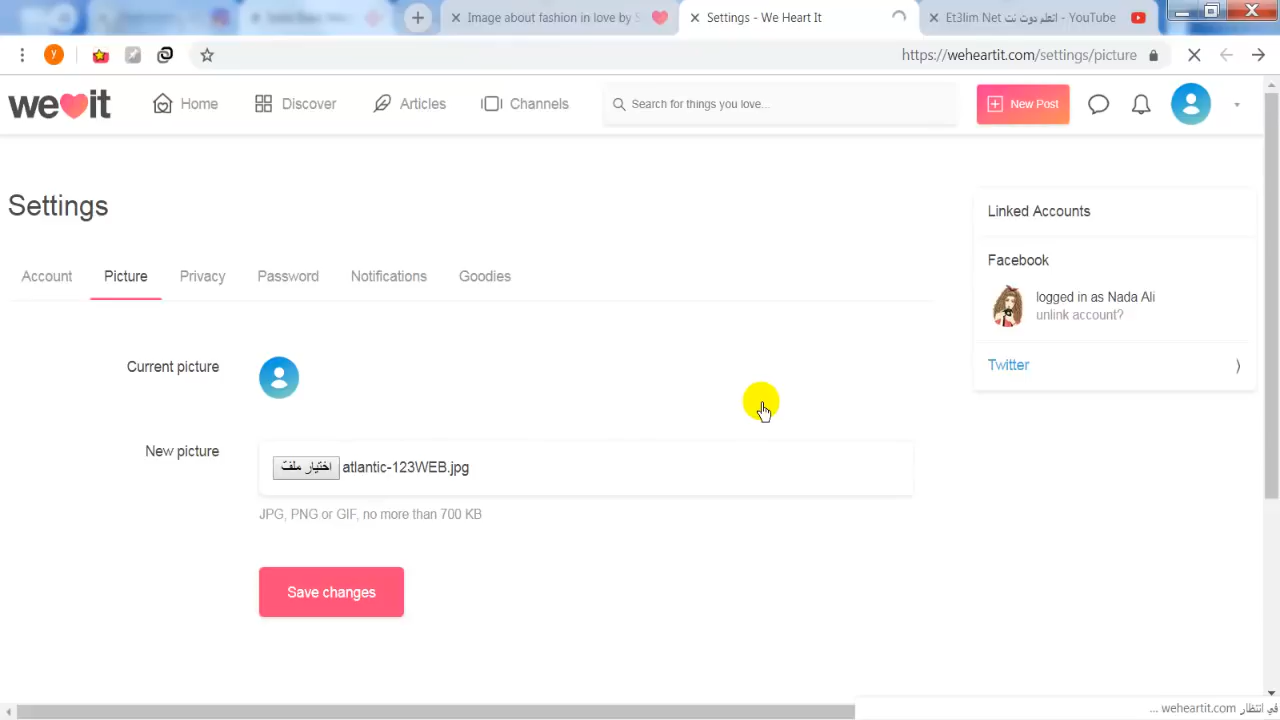 Image about fashion in love by S
Settings - We Heart It
Et3lim Net اتعلم دوت نت - YouTube
y
https://weheartit.com/settings/picture
we it
Home
Discover
Articles
Channels
Search for things you love...
New Post
Settings
Account
Picture
Privacy
Password
Notifications
Goodies
Current picture
New picture
اختيار ملف
atlantic-123WEB.jpg
JPG, PNG or GIF, no more than 700 KB
Save changes
Linked Accounts
Facebook
logged in as Nada Ali
unlink account?
Twitter
في انتظار weheartit.com ...